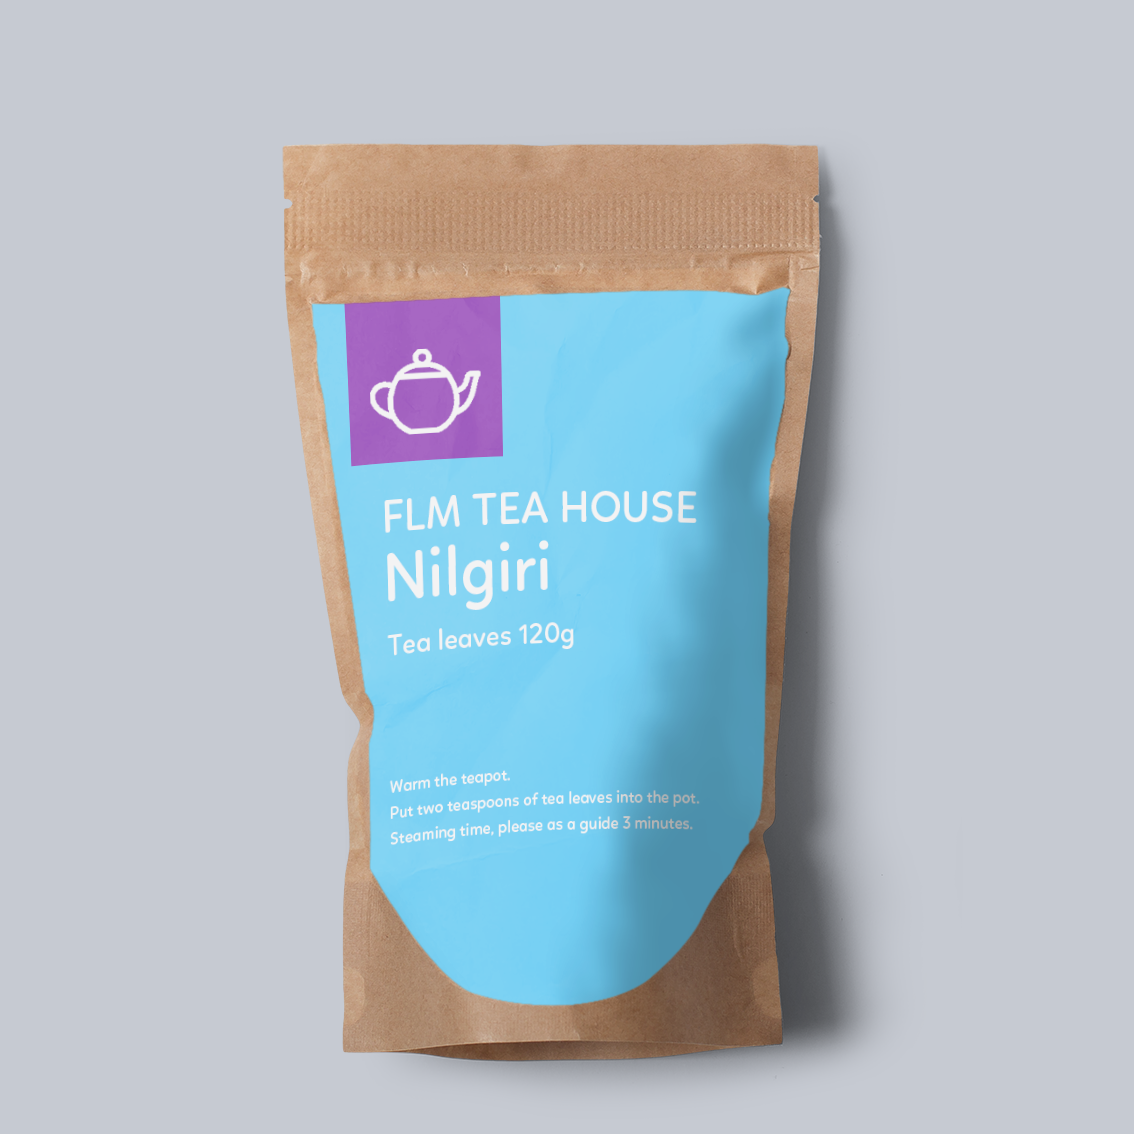 FLM TEA HOUSE
Nilgiri
Tea leaves 120g
Warm the teapot.
Put two teaspoons of tea leaves into the pot.
Steaming time, please as a guide 3 minutes.